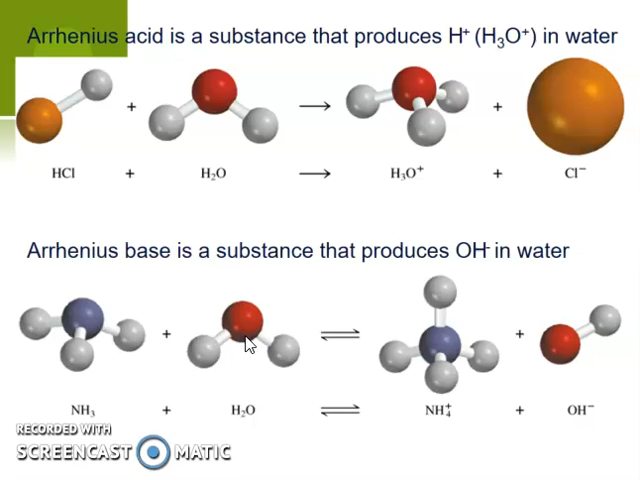 Arrhenius acid is a substance that produces H⁺ (H₃O⁺) in water
+ → +
HCl + H₂O → H₃O⁺ + Cl⁻
Arrhenius base is a substance that produces OH⁻ in water
+ ⇌ +
NH₃ + H₂O ⇌ NH₄⁺ + OH⁻
RECORDED WITH
SCREENCAST MATIC